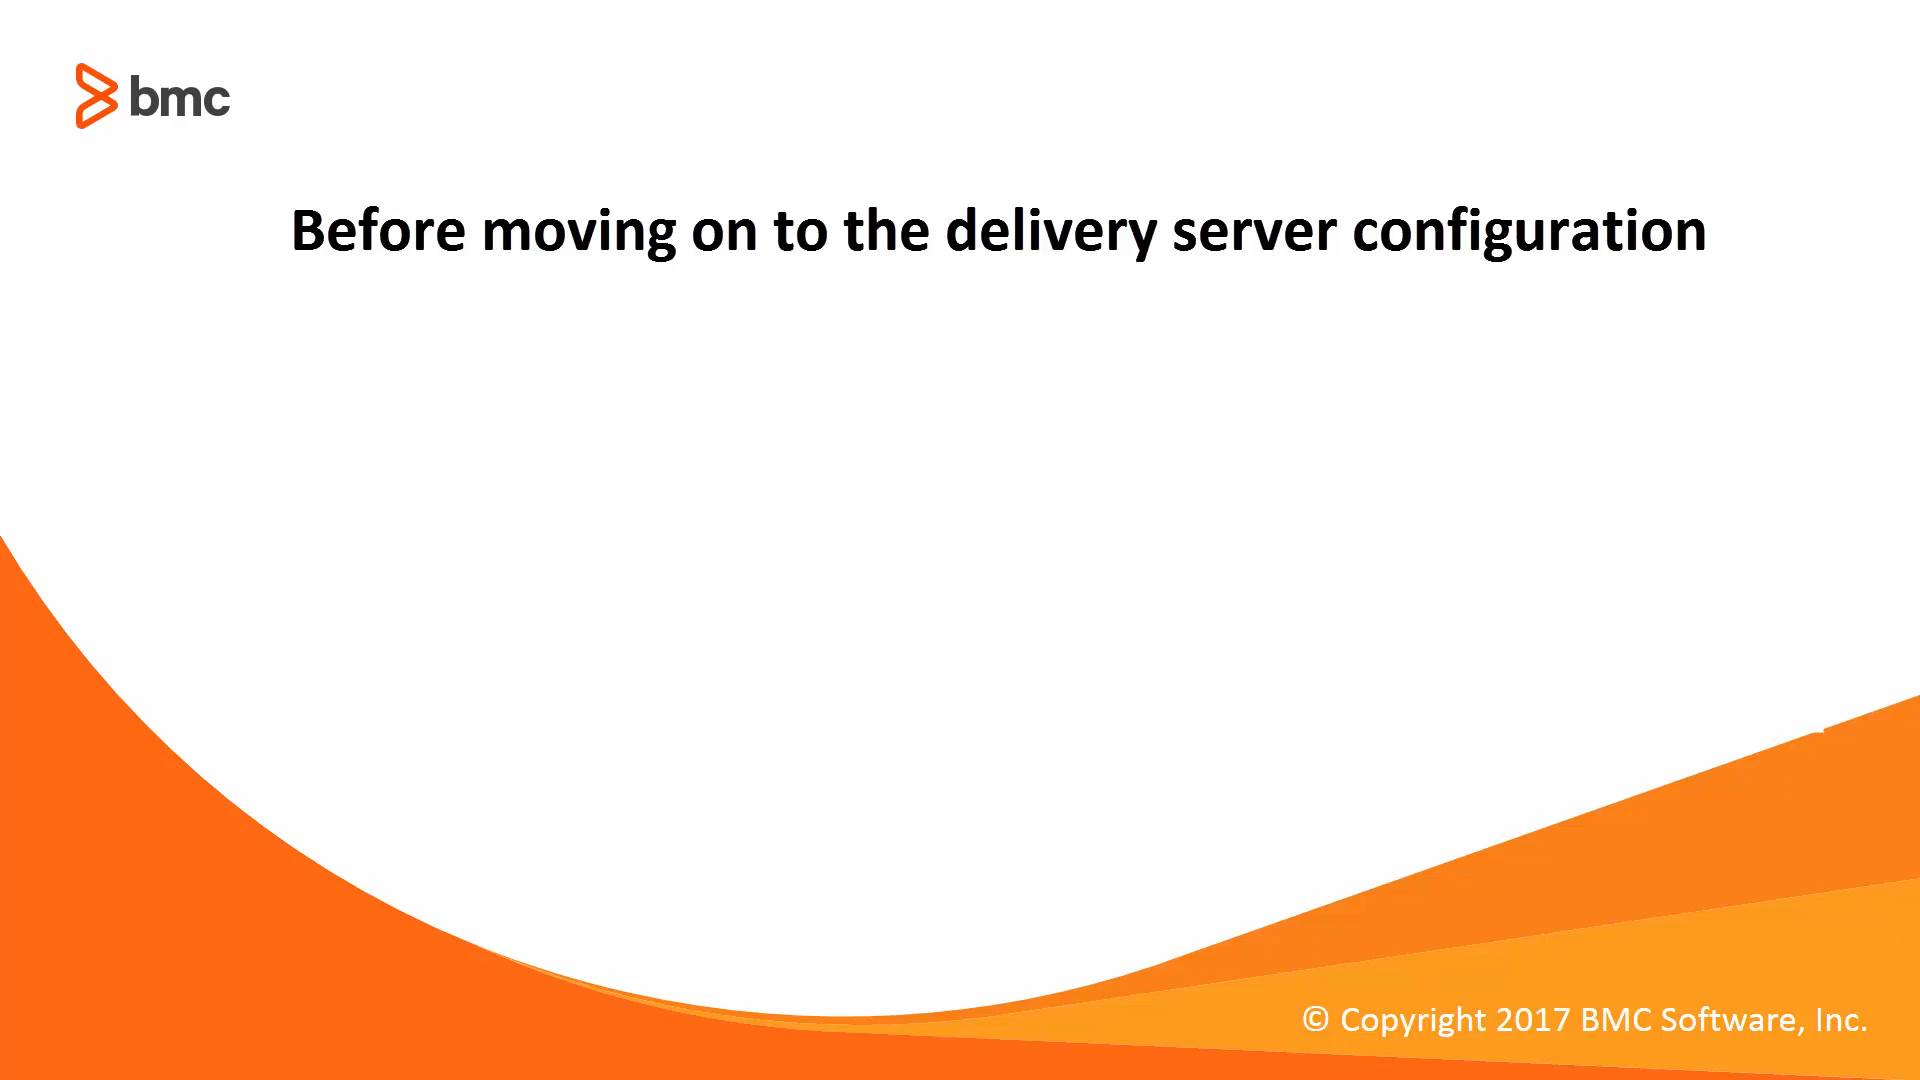 bmc
Before moving on to the delivery server configuration
© Copyright 2017 BMC Software, Inc.